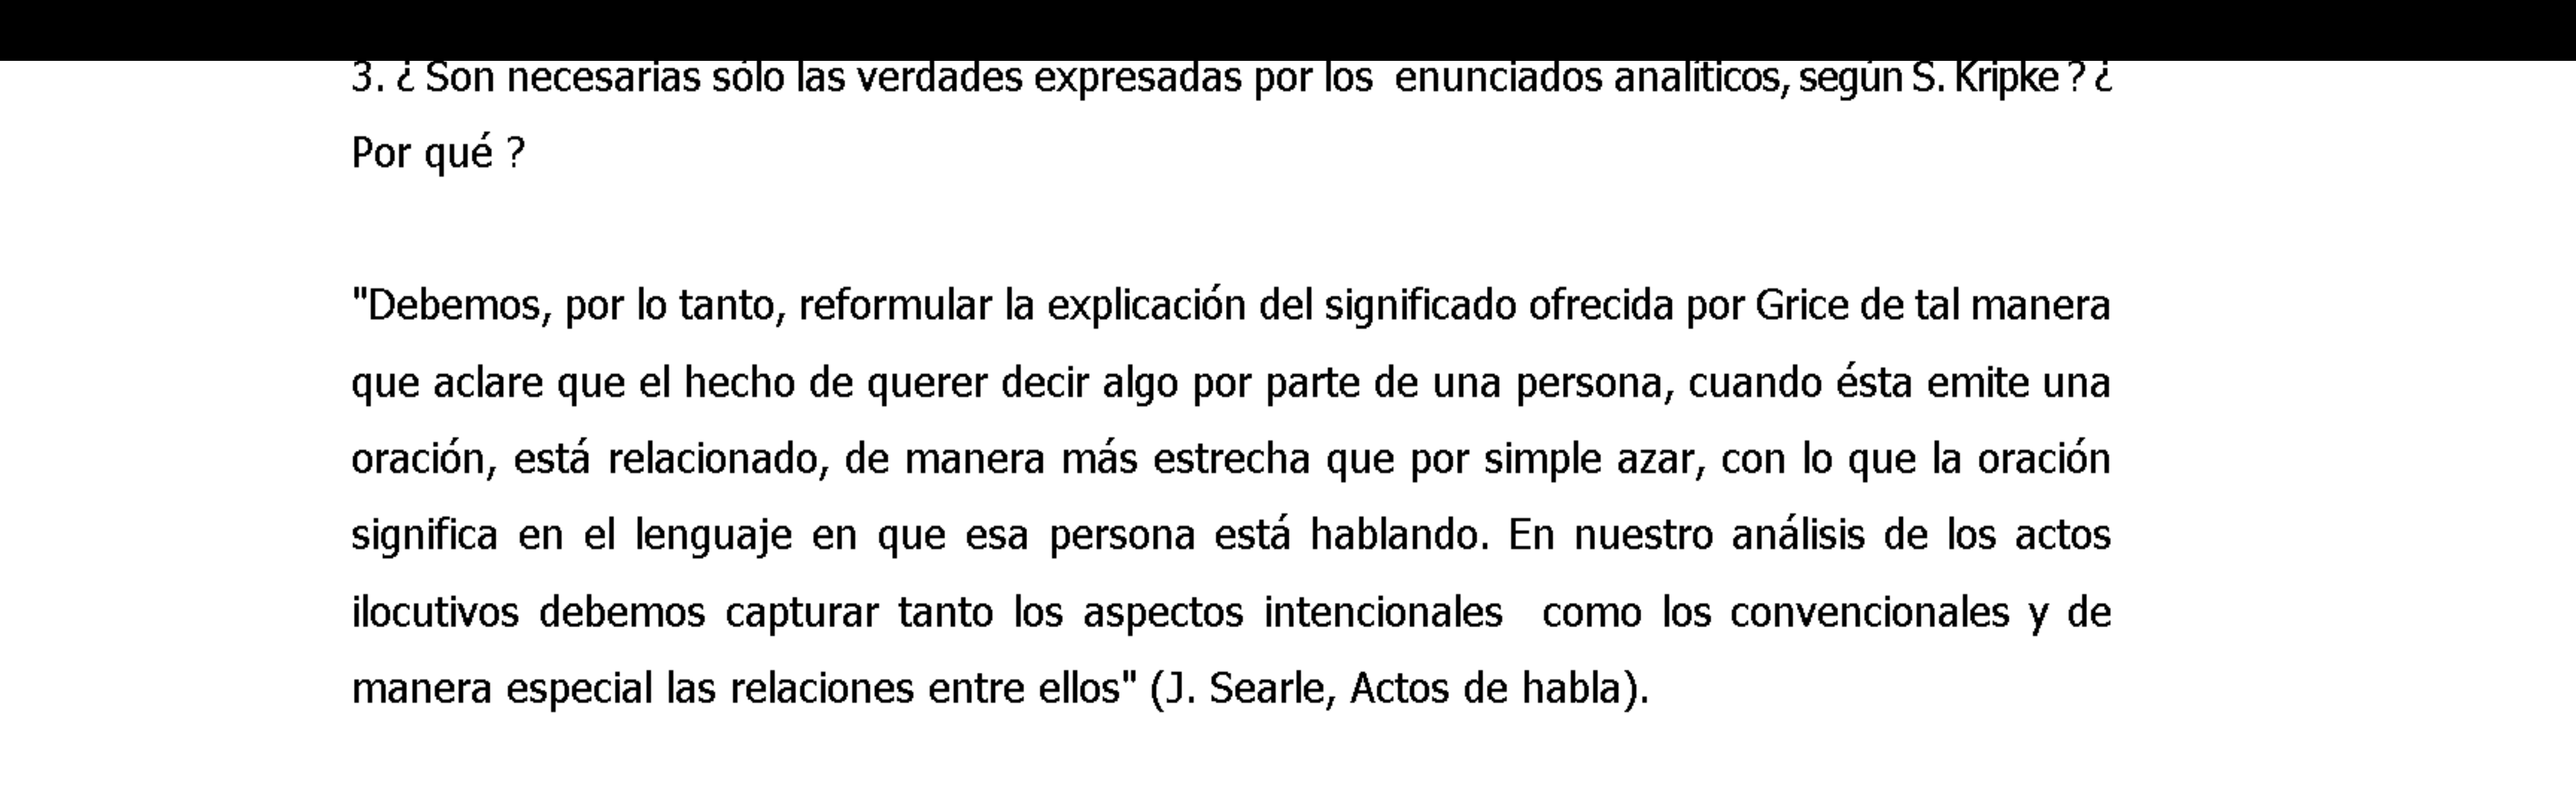 3. ¿ Son necesarias sólo las verdades expresadas por los  enunciados analíticos, según S. Kripke ? ¿
Por qué ?
"Debemos, por lo tanto, reformular la explicación del significado ofrecida por Grice de tal manera
que aclare que el hecho de querer decir algo por parte de una persona, cuando ésta emite una
oración, está relacionado, de manera más estrecha que por simple azar, con lo que la oración
significa en el lenguaje en que esa persona está hablando. En nuestro análisis de los actos
ilocutivos debemos capturar tanto los aspectos intencionales  como los convencionales y de
manera especial las relaciones entre ellos" (J. Searle, Actos de habla).